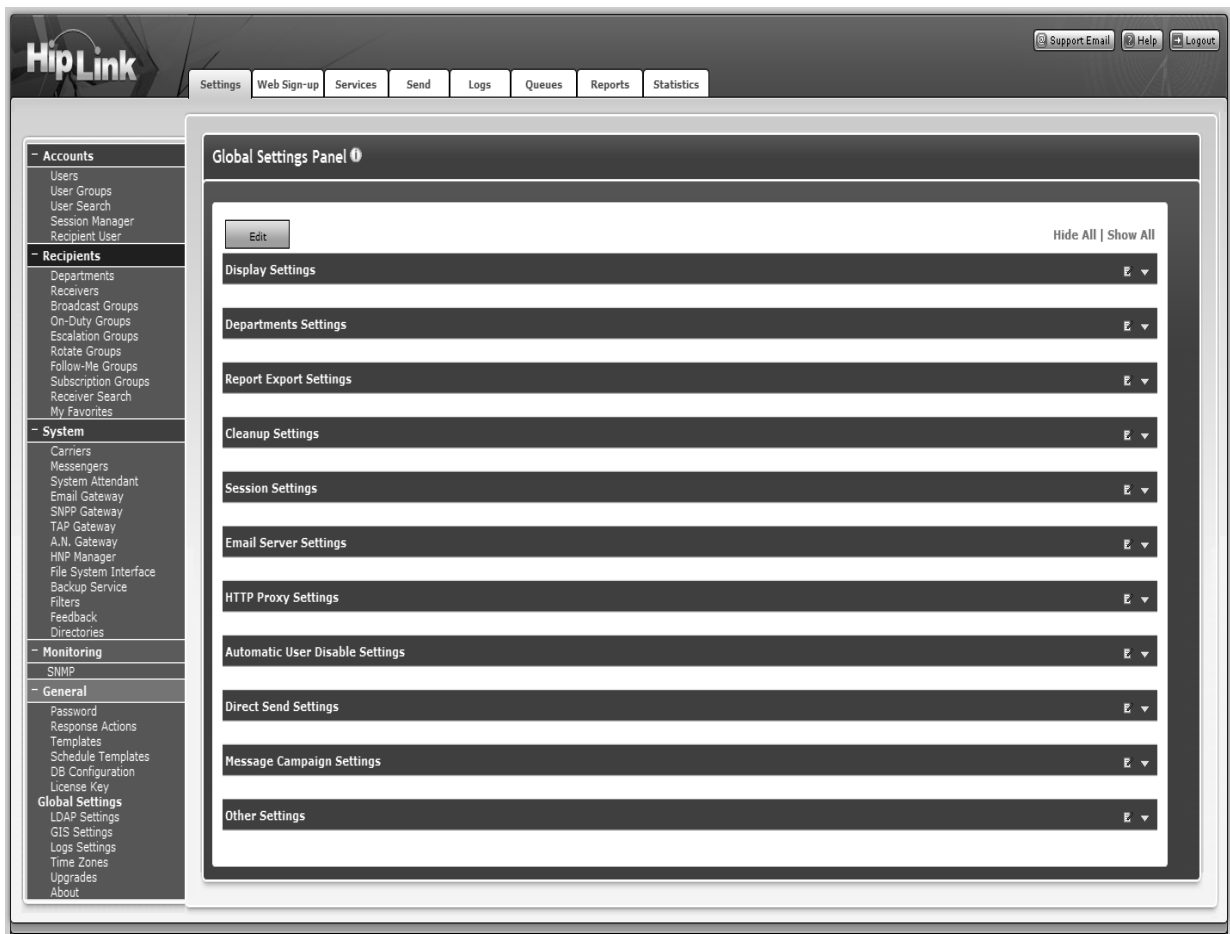 HipLink
Support Email
Help
Logout
Settings
Web Sign-up
Services
Send
Logs
Queues
Reports
Statistics
− Accounts
Users
User Groups
User Search
Session Manager
Recipient User
− Recipients
Departments
Receivers
Broadcast Groups
On-Duty Groups
Escalation Groups
Rotate Groups
Follow-Me Groups
Subscription Groups
Receiver Search
My Favorites
− System
Carriers
Messengers
System Attendant
Email Gateway
SNPP Gateway
TAP Gateway
A.N. Gateway
HNP Manager
File System Interface
Backup Service
Filters
Feedback
Directories
− Monitoring
SNMP
− General
Password
Response Actions
Templates
Schedule Templates
DB Configuration
License Key
Global Settings
LDAP Settings
GIS Settings
Logs Settings
Time Zones
Upgrades
About
Global Settings Panel
Edit
Hide All | Show All
Display Settings
Departments Settings
Report Export Settings
Cleanup Settings
Session Settings
Email Server Settings
HTTP Proxy Settings
Automatic User Disable Settings
Direct Send Settings
Message Campaign Settings
Other Settings